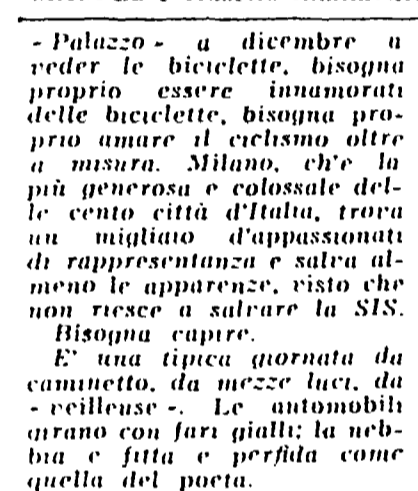 - Palazzo - a dicembre a
veder le biciclette, bisogna
proprio essere innamorati
delle biciclette, bisogna pro-
prio amare il ciclismo oltre
a misura. Milano, ch'è la
più generosa e colossale del-
le cento città d'Italia, trova
un migliaio d'appassionati
di rappresentanza e salva al-
meno le apparenze, visto che
non riesce a salvare la SIS.
Bisogna capire.
E' una tipica giornata da
caminetto, da mezze luci, da
- veilleuse -. Le automobili
girano con fari gialli; la neb-
bia è fitta e perfida come
quella del poeta.